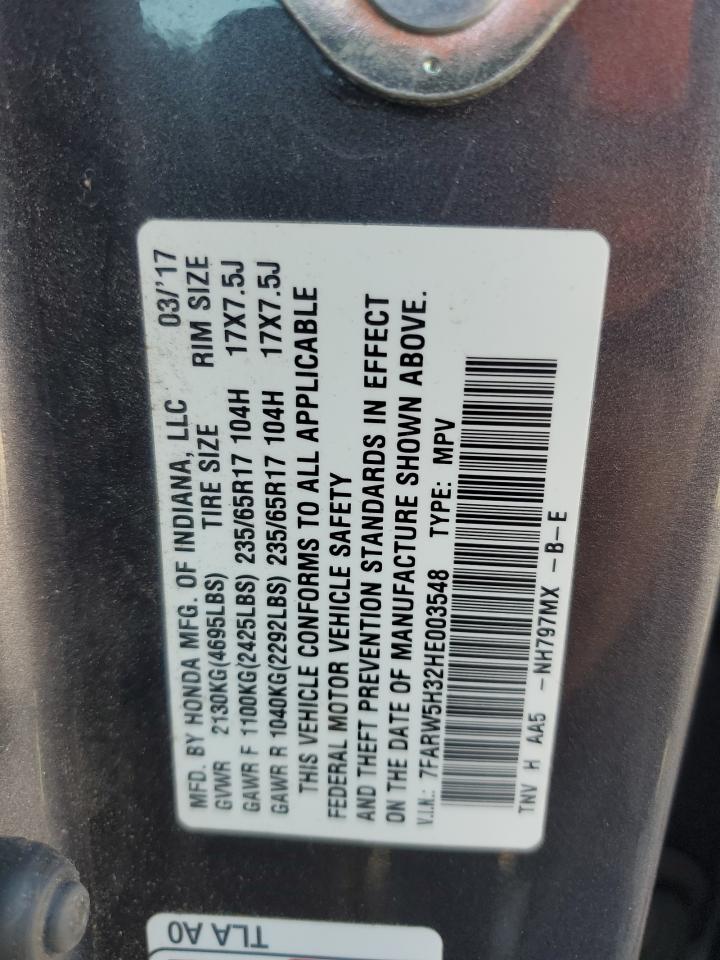 MFD. BY HONDA MFG. OF INDIANA, LLC 03/'17
GVWR 2130KG(4695LBS) TIRE SIZE RIM SIZE
GAWR F 1100KG(2425LBS) 235/65R17 104H 17X7.5J
GAWR R 1040KG(2292LBS) 235/65R17 104H 17X7.5J
THIS VEHICLE CONFORMS TO ALL APPLICABLE
FEDERAL MOTOR VEHICLE SAFETY
AND THEFT PREVENTION STANDARDS IN EFFECT
ON THE DATE OF MANUFACTURE SHOWN ABOVE.
V.I.N.: 7FARW5H32HE003548 TYPE: MPV
TNV H AA5 -NH797MX -B-E
TLA A0